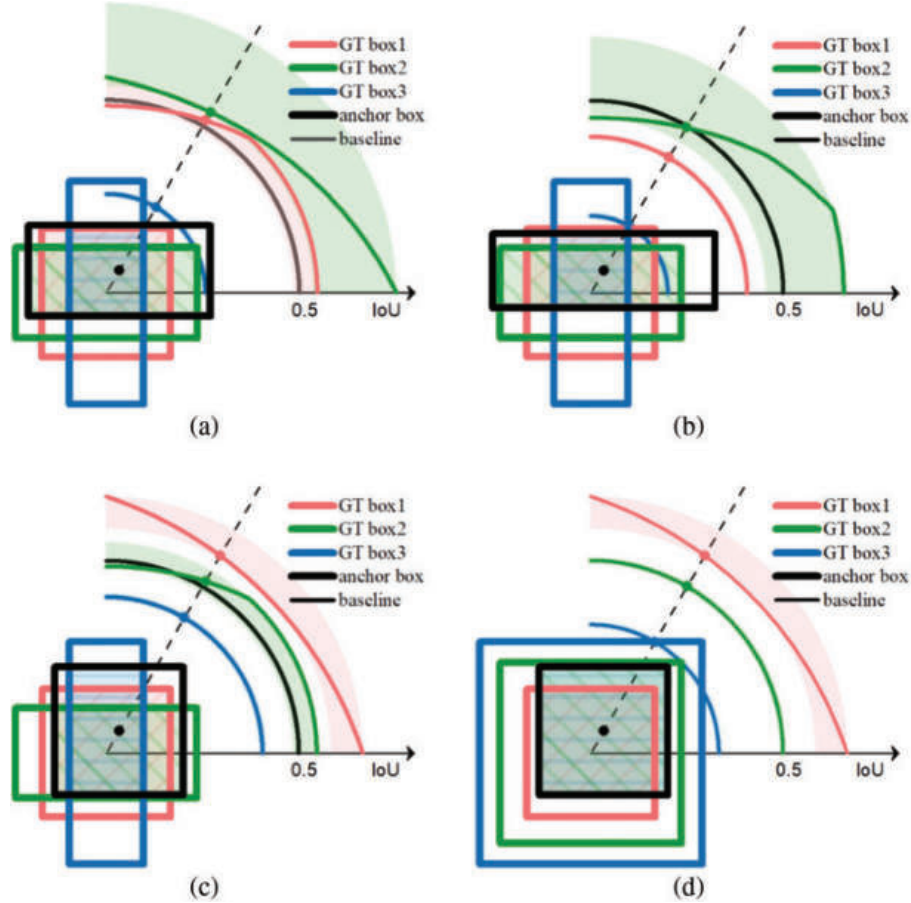 GT box1
GT box2
GT box3
anchor box
baseline
0.5 IoU
(a)
GT box1
GT box2
GT box3
anchor box
baseline
0.5 IoU
(b)
GT box1
GT box2
GT box3
anchor box
baseline
0.5 IoU
(c)
GT box1
GT box2
GT box3
anchor box
baseline
0.5 IoU
(d)